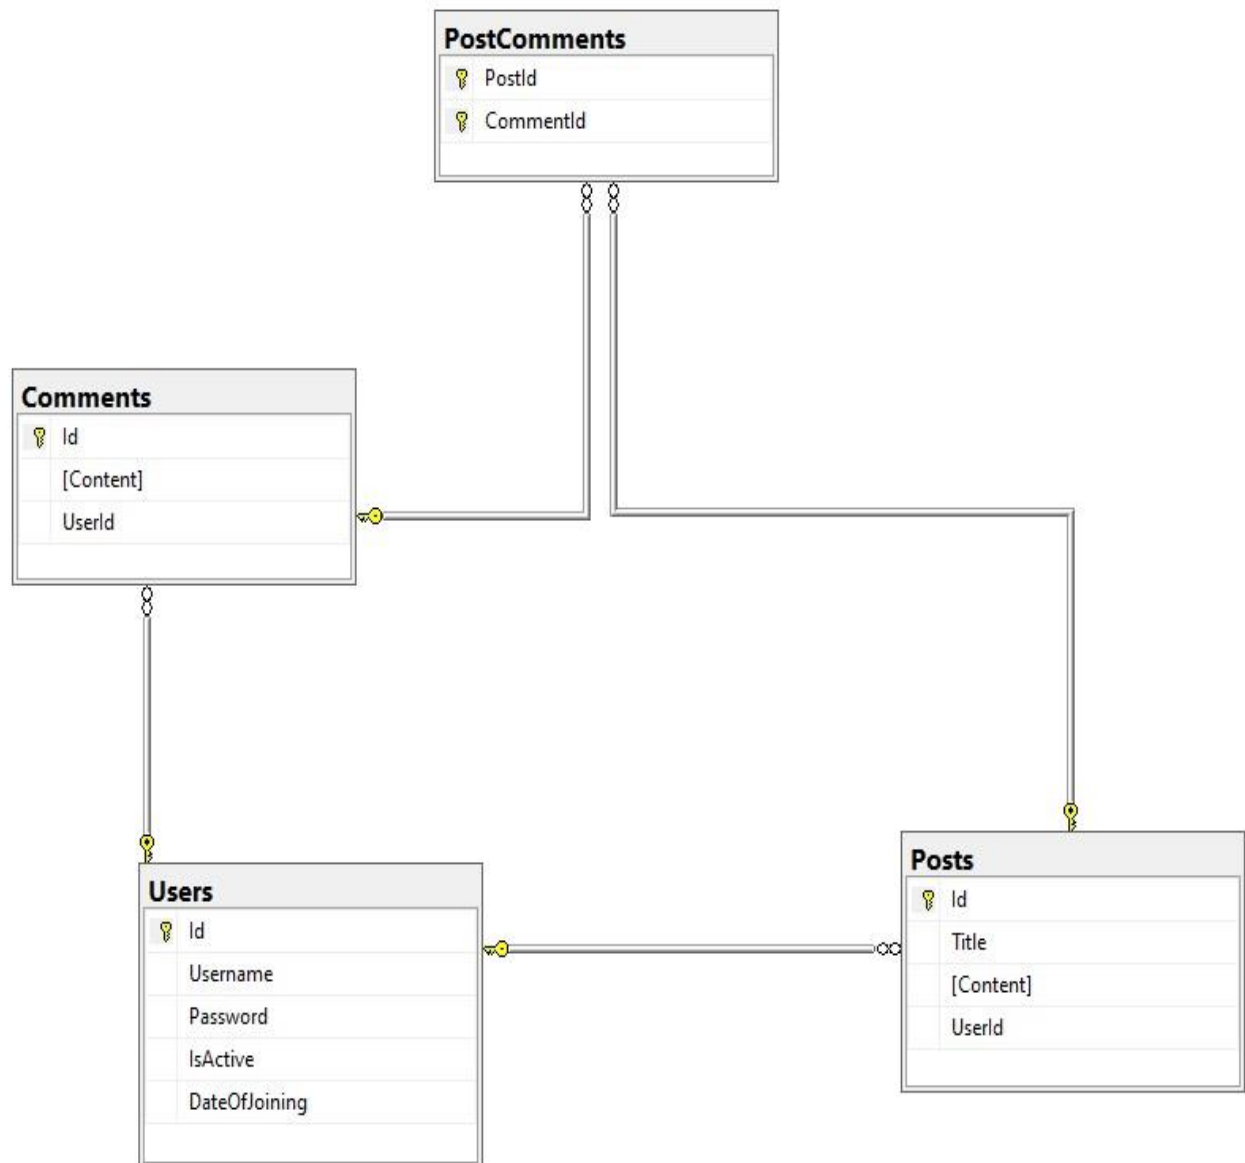 PostComments
PostId
CommentId
Comments
Id
[Content]
UserId
Users
Id
Username
Password
IsActive
DateOfJoining
Posts
Id
Title
[Content]
UserId